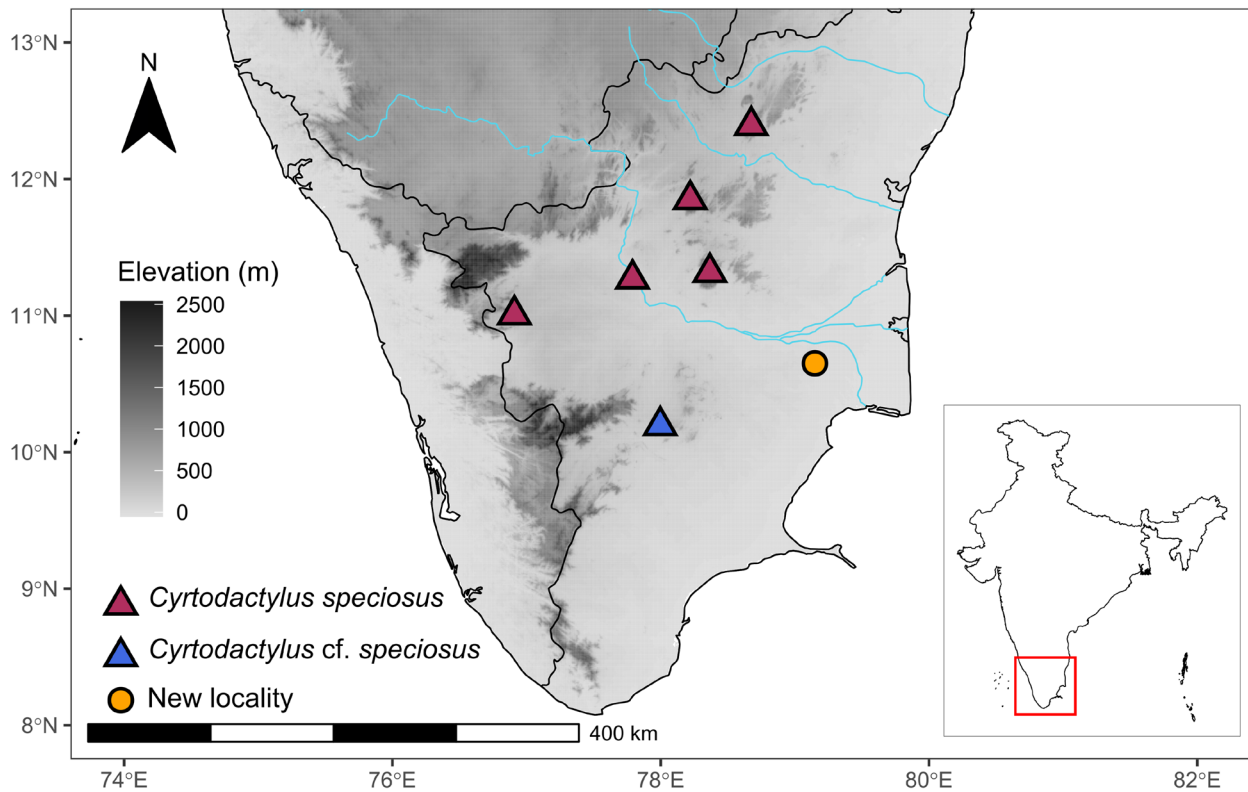 13°N
12°N
11°N
10°N
9°N
8°N
N
Elevation (m)
2500
2000
1500
1000
500
0
Cyrtodactylus speciosus
Cyrtodactylus cf. speciosus
New locality
400 km
74°E
76°E
78°E
80°E
82°E